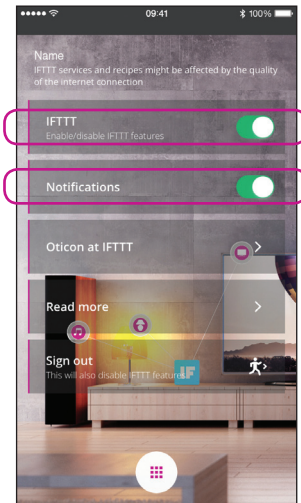 09:41
100%
Name
IFTTT services and recipes might be affected by the quality
of the internet connection
IFTTT
Enable/disable IFTTT features
Notifications
Oticon at IFTTT
Read more
Sign out
This will also disable IFTTT features
IF